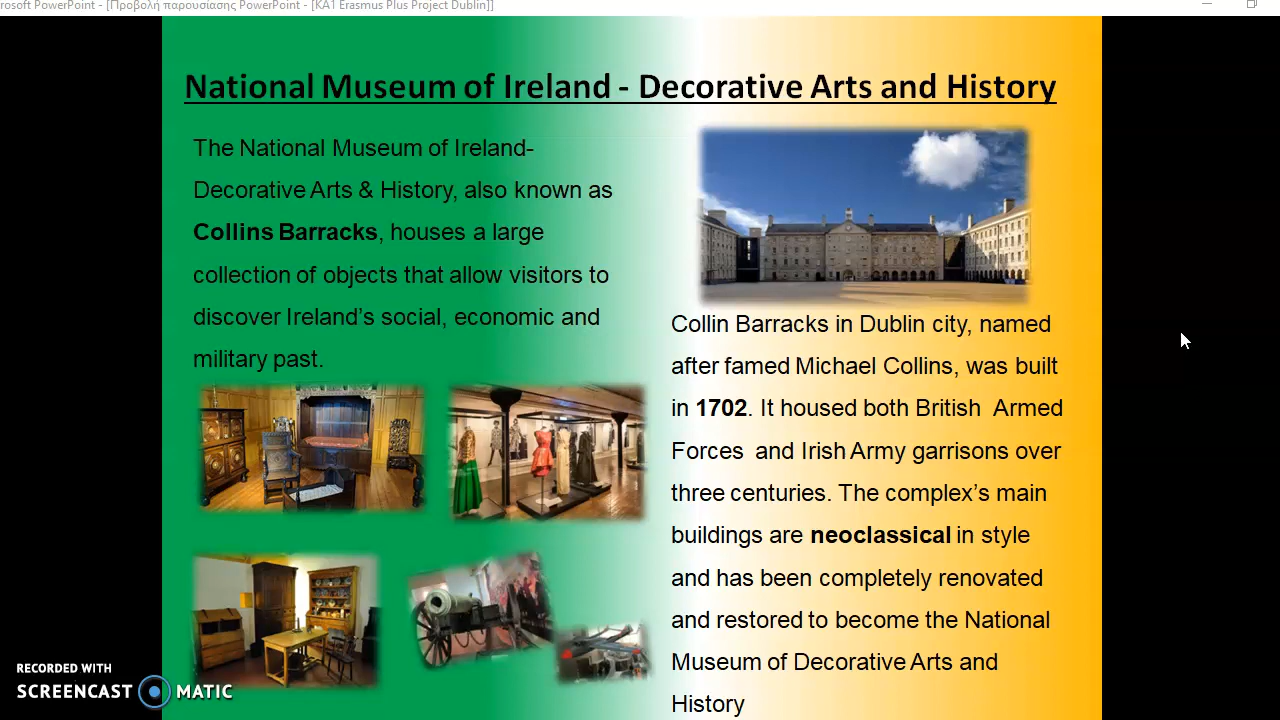 rosoft PowerPoint - [Προβολή παρουσίασης PowerPoint - [KA1 Erasmus Plus Project Dublin]]
National Museum of Ireland - Decorative Arts and History
The National Museum of Ireland-
Decorative Arts & History, also known as
Collins Barracks, houses a large
collection of objects that allow visitors to
discover Ireland’s social, economic and
military past.
Collin Barracks in Dublin city, named
after famed Michael Collins, was built
in 1702. It housed both British Armed
Forces and Irish Army garrisons over
three centuries. The complex’s main
buildings are neoclassical in style
and has been completely renovated
and restored to become the National
Museum of Decorative Arts and
History
RECORDED WITH
SCREENCAST MATIC